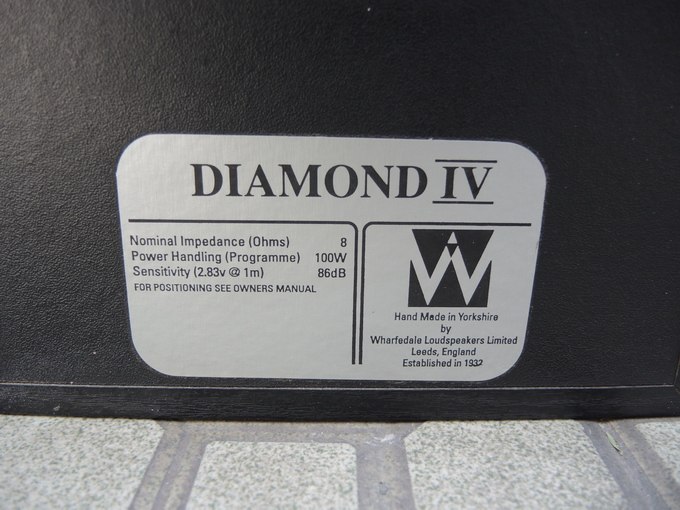 DIAMOND IV
Nominal Impedance (Ohms) 8
Power Handling (Programme) 100W
Sensitivity (2.83v @ 1m) 86dB
FOR POSITIONING SEE OWNERS MANUAL
W
Hand Made in Yorkshire
by
Wharfedale Loudspeakers Limited
Leeds, England
Established in 1932